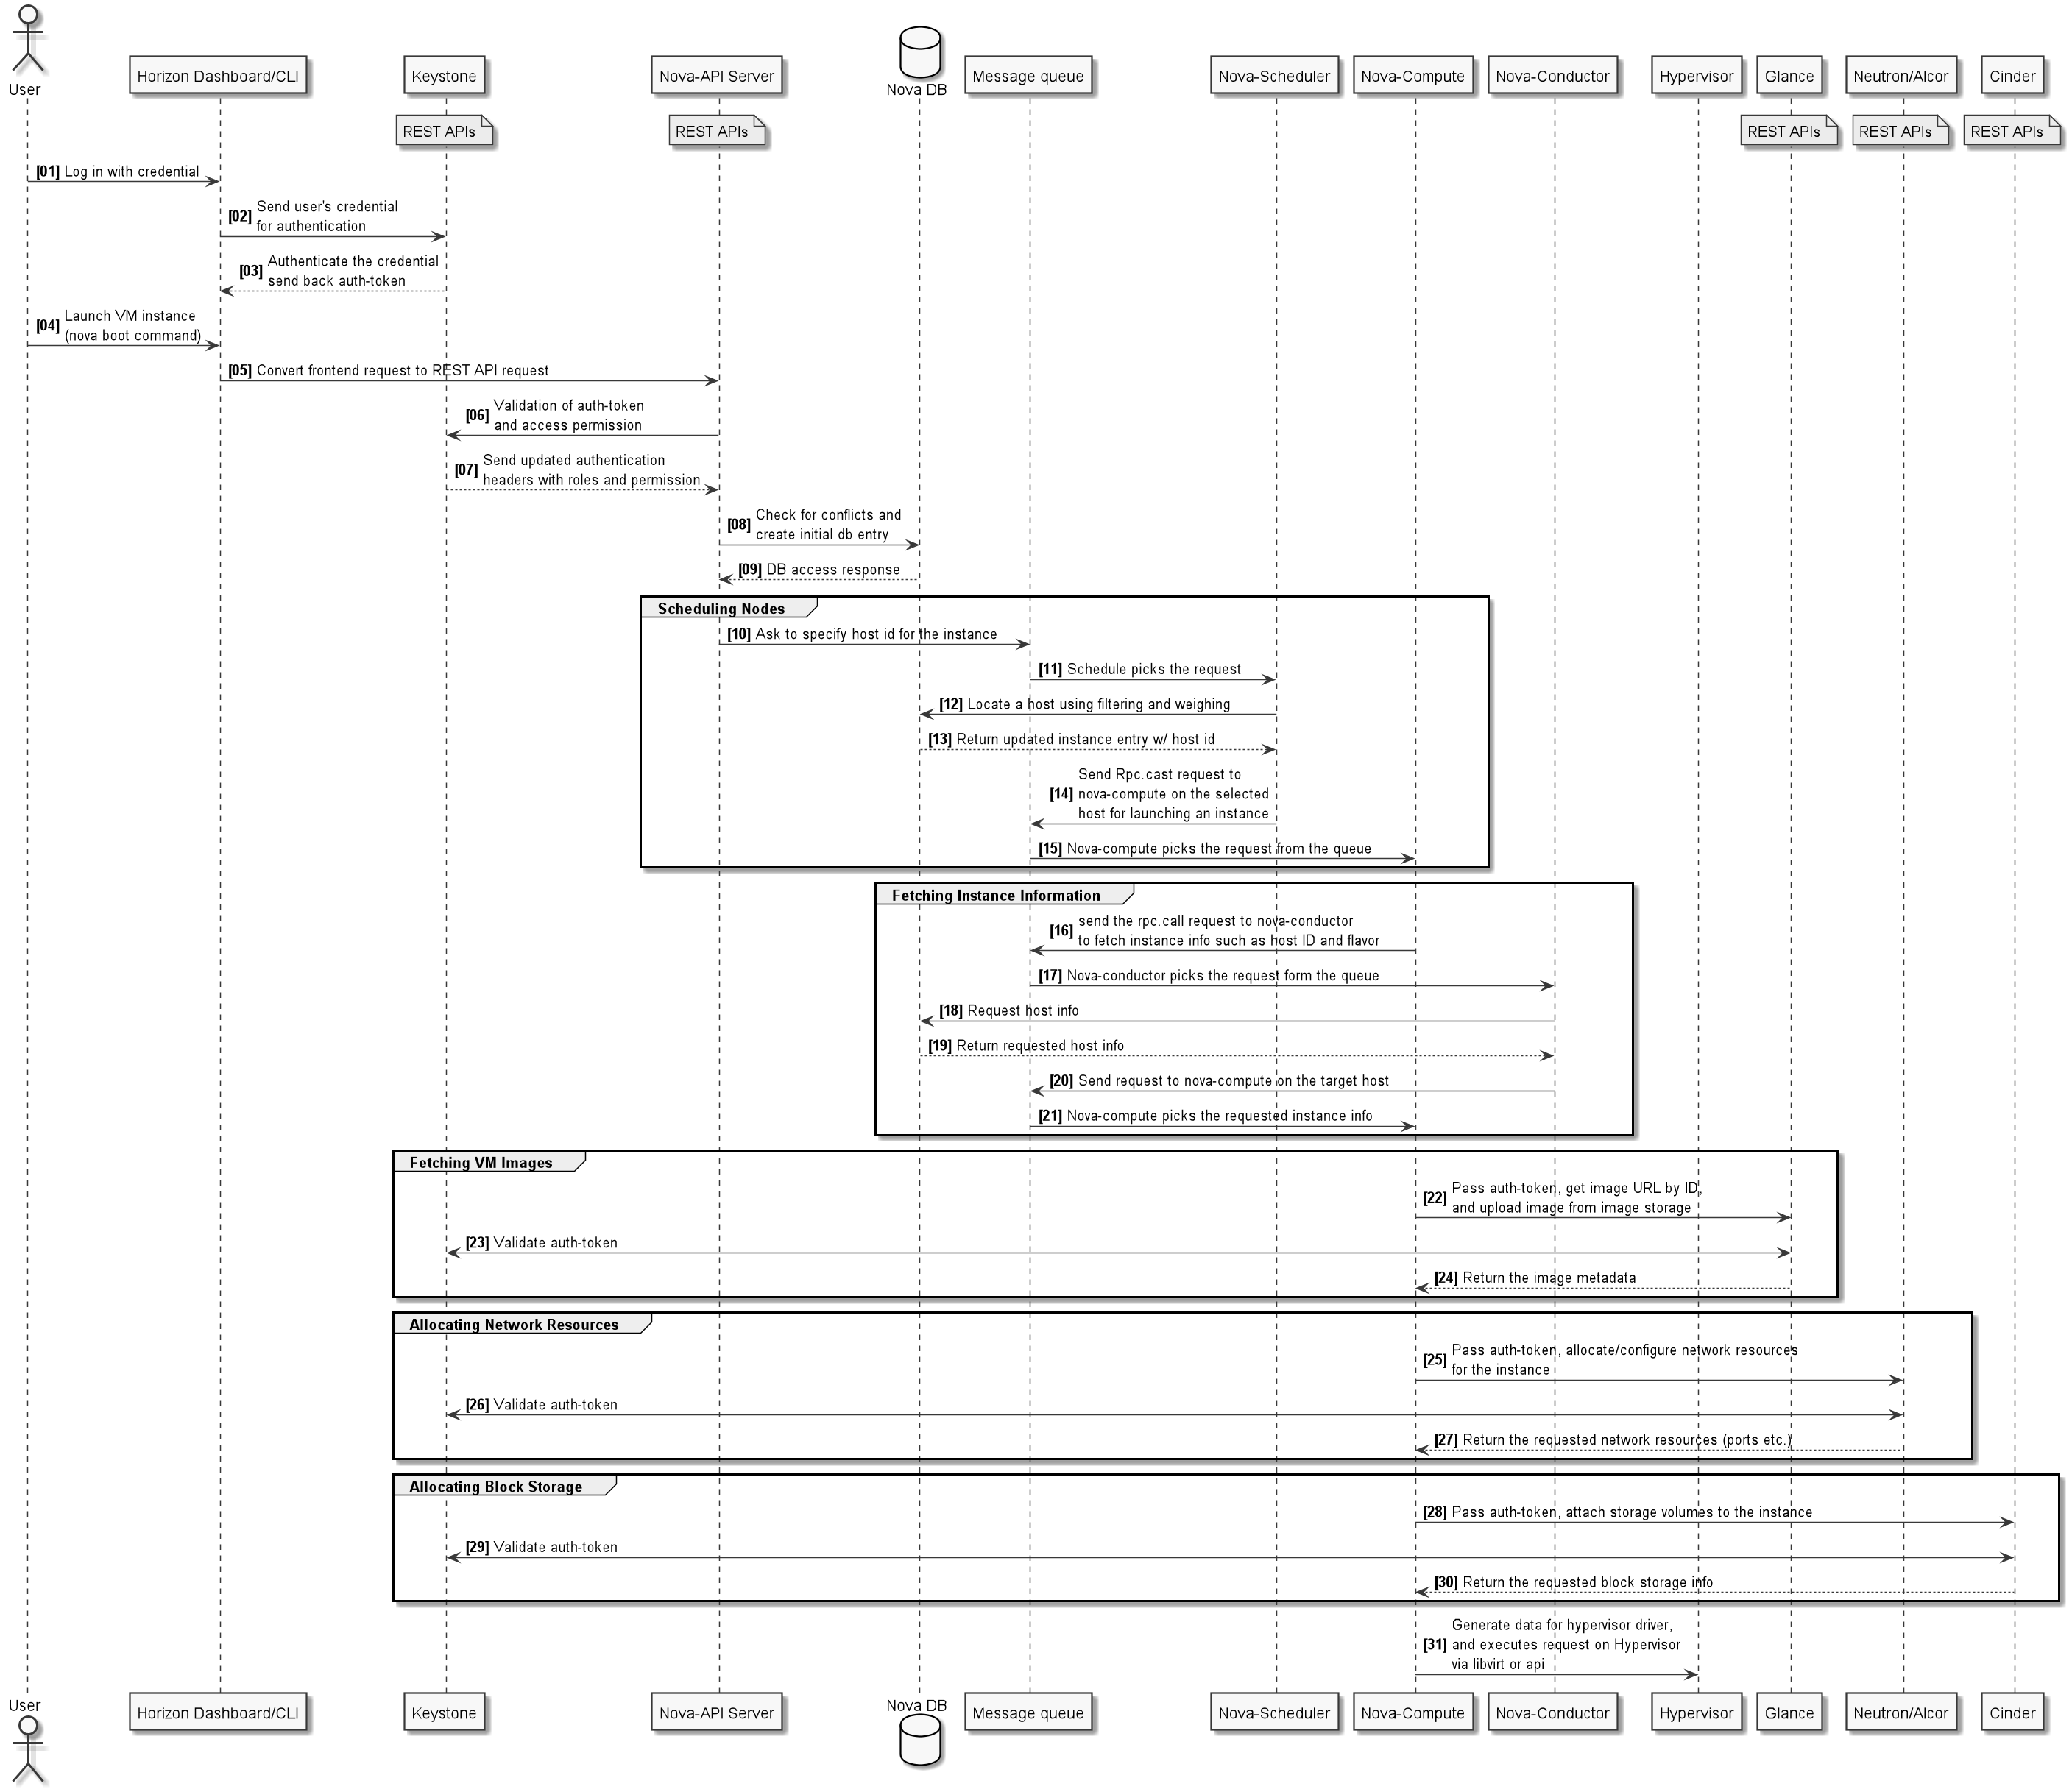 User
Horizon Dashboard/CLI
Keystone
Nova-API Server
Nova DB
Message queue
Nova-Scheduler
Nova-Compute
Nova-Conductor
Hypervisor
Glance
Neutron/Alcor
Cinder
REST APIs
REST APIs
REST APIs
REST APIs
REST APIs
[01] Log in with credential
[02] Send user's credential
for authentication
[03] Authenticate the credential
send back auth-token
[04] Launch VM instance
(nova boot command)
[05] Convert frontend request to REST API request
[06] Validation of auth-token
and access permission
[07] Send updated authentication
headers with roles and permission
[08] Check for conflicts and
create initial db entry
[09] DB access response
Scheduling Nodes
[10] Ask to specify host id for the instance
[11] Schedule picks the request
[12] Locate a host using filtering and weighing
[13] Return updated instance entry w/ host id
Send Rpc.cast request to
[14] nova-compute on the selected
host for launching an instance
[15] Nova-compute picks the request from the queue
Fetching Instance Information
[16] send the rpc.call request to nova-conductor
to fetch instance info such as host ID and flavor
[17] Nova-conductor picks the request form the queue
[18] Request host info
[19] Return requested host info
[20] Send request to nova-compute on the target host
[21] Nova-compute picks the requested instance info
Fetching VM Images
[22] Pass auth-token, get image URL by ID,
and upload image from image storage
[23] Validate auth-token
[24] Return the image metadata
Allocating Network Resources
[25] Pass auth-token, allocate/configure network resources
for the instance
[26] Validate auth-token
[27] Return the requested network resources (ports etc.)
Allocating Block Storage
[28] Pass auth-token, attach storage volumes to the instance
[29] Validate auth-token
[30] Return the requested block storage info
Generate data for hypervisor driver,
[31] and executes request on Hypervisor
via libvirt or api
User
Horizon Dashboard/CLI
Keystone
Nova-API Server
Nova DB
Message queue
Nova-Scheduler
Nova-Compute
Nova-Conductor
Hypervisor
Glance
Neutron/Alcor
Cinder